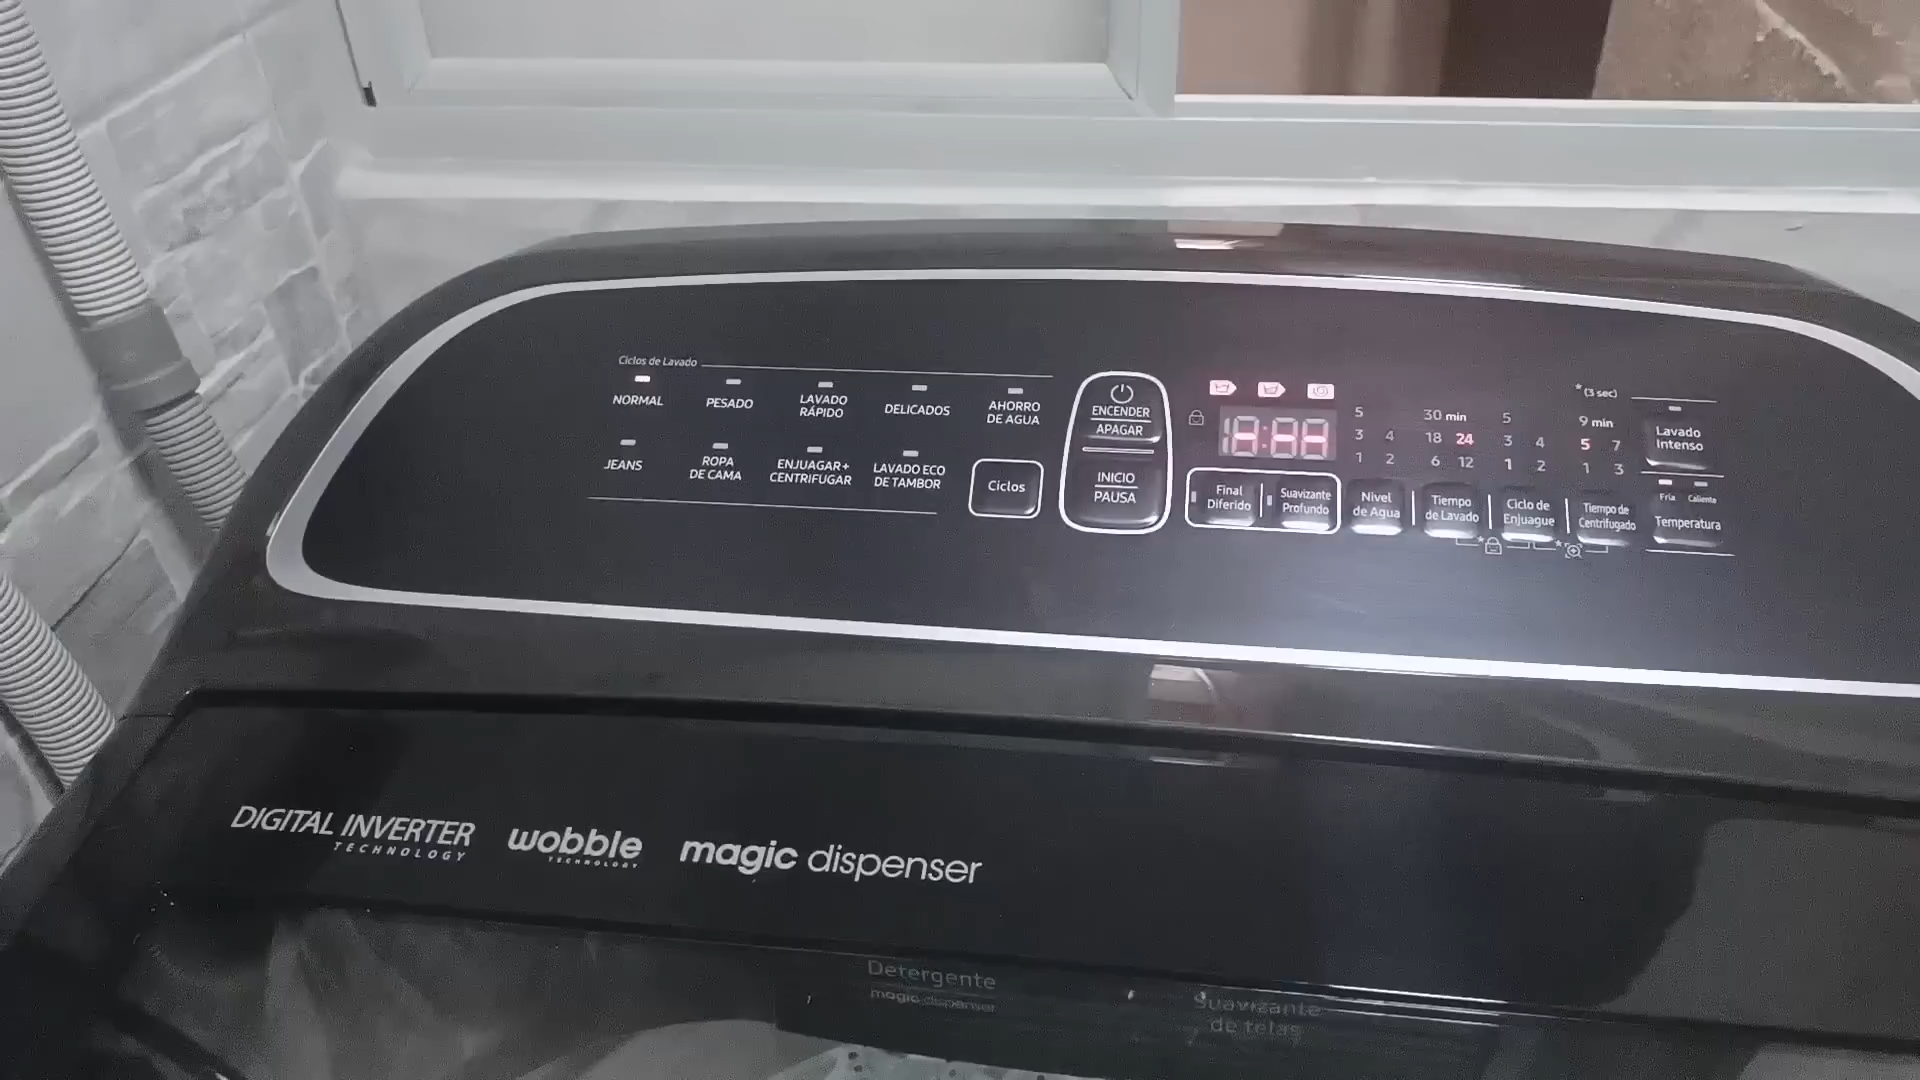 Ciclos de Lavado
NORMAL
PESADO
LAVADO
RÁPIDO
DELICADOS
AHORRO
DE AGUA
JEANS
ROPA
DE CAMA
ENJUAGAR+
CENTRIFUGAR
LAVADO ECO
DE TAMBOR
Ciclos
ENCENDER
APAGAR
INICIO
PAUSA
Final
Diferido
Suavizante
Profundo
5
3 4
1 2
Nivel
de Agua
30 min
18 24
6 12
Tiempo
de Lavado
5
3 4
1 2
Ciclo de
Enjuague
*(3 sec)
9 min
5 7
1 3
Tiempo de
Centrifugado
Lavado
Intenso
Fría Caliente
Temperatura
DIGITAL INVERTER
TECHNOLOGY
wobble
TECHNOLOGY
magic dispenser
Detergente
magic dispenser
Suavizante
de telas